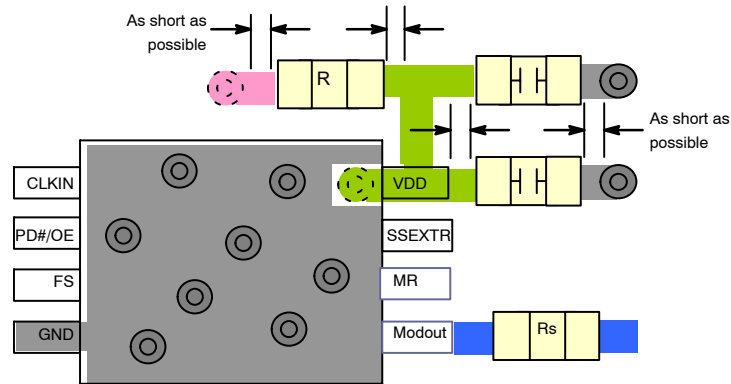 As short as
possible
R
As short as
possible
CLKIN
VDD
PD#/OE
SSEXTR
FS
MR
GND
Modout
Rs